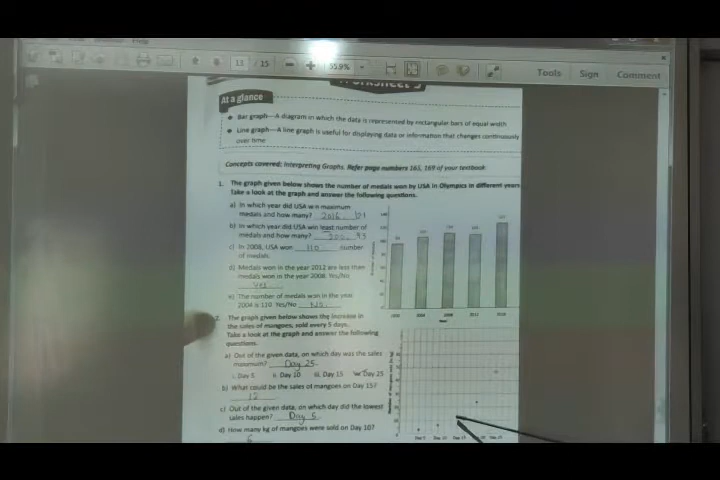 13 / 15
55.9%
Tools
Sign
Comment
At a glance
Bar graph—A diagram in which the data is represented by rectangular bars of equal width
Line graph—A line graph is useful for displaying data or information that changes continuously
over time
Concepts covered: Interpreting Graphs. Refer page numbers 165, 169 of your textbook
1. The graph given below shows the number of medals won by USA in Olympics in different years.
Take a look at the graph and answer the following questions.
a) In which year did USA win maximum
medals and how many? 2016 121
b) In which year did USA win least number of
medals and how many?
c) In 2008, USA won 110 number
of medals
d) Medals won in the year 2012 are less than
medals won in the year 2008. Yes/No
Yes
e) The number of medals won in the year
2004 is 110. Yes/No No
2. The graph given below shows the increase in
the sales of mangoes, sold every 5 days.
Take a look at the graph and answer the following
questions.
a) Out of the given data, on which day was the sales
maximum? Day 25
i. Day 5 ii. Day 10 iii. Day 15 iv. Day 25
b) What could be the sales of mangoes on Day 15?
12
c) Out of the given data, on which day did the lowest
sales happen? Day 5
d) How many kg of mangoes were sold on Day 10?
6